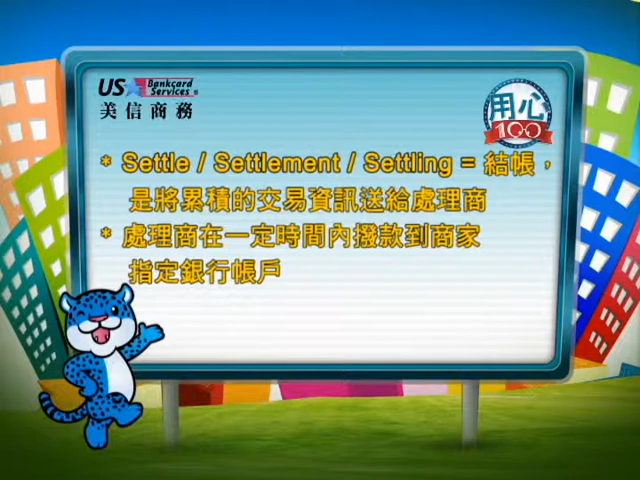 US Bankcard Services®
美信商務
用心
100
* Settle / Settlement / Settling = 結帳，
是將累積的交易資訊送給處理商
* 處理商在一定時間內撥款到商家
指定銀行帳戶